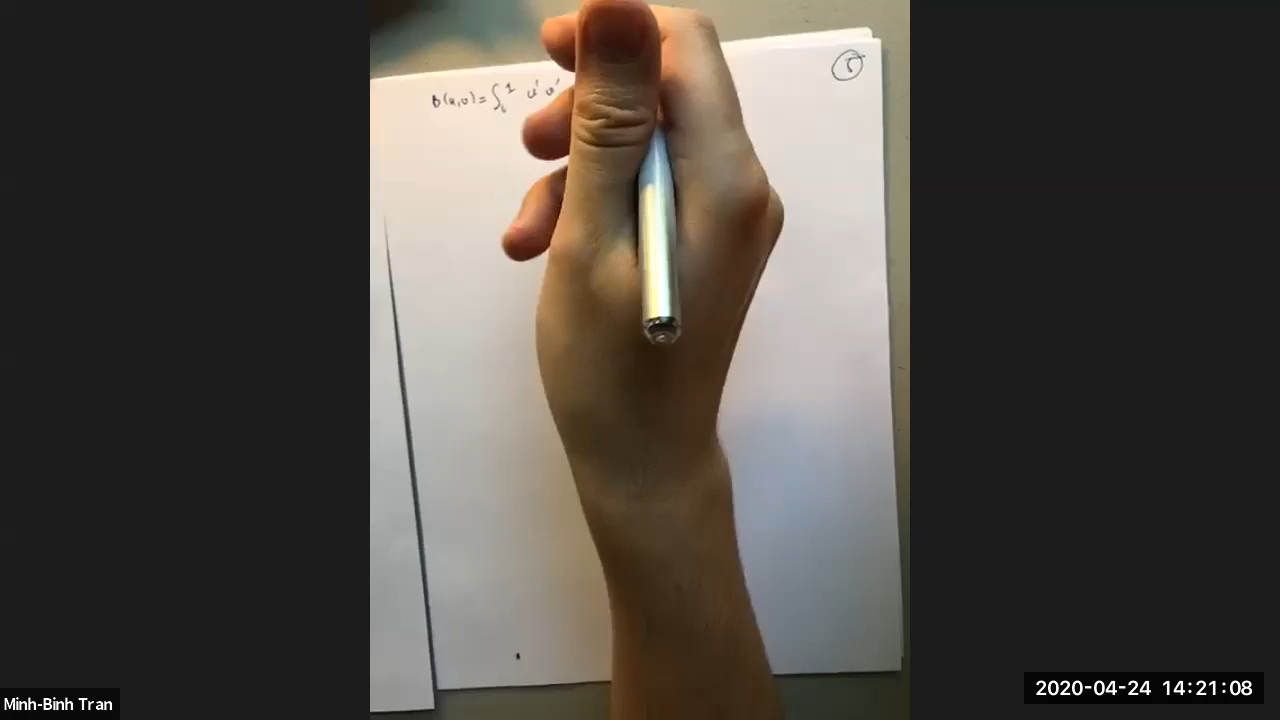 5
B(u,v) = ∫₀¹ u' v'
Minh-Binh Tran
2020-04-24 14:21:08